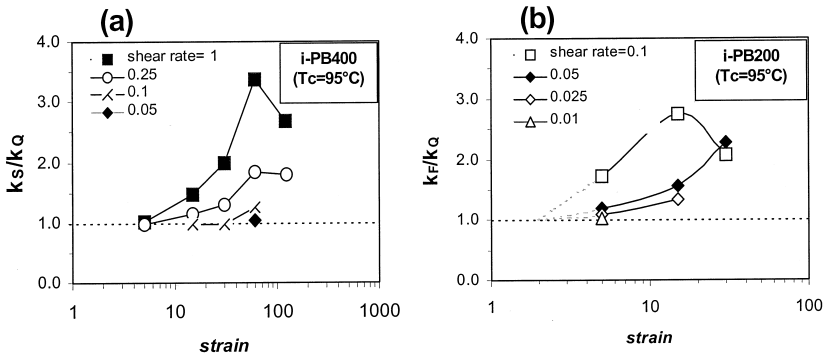 (a)
4.0
3.0
2.0
1.0
0.0
kS/kQ
shear rate= 1
0.25
0.1
0.05
i-PB400
(Tc=95°C)
1
10
100
1000
strain
(b)
4.0
3.0
2.0
1.0
0.0
kF/kQ
shear rate=0.1
0.05
0.025
0.01
i-PB200
(Tc=95°C)
1
10
100
strain